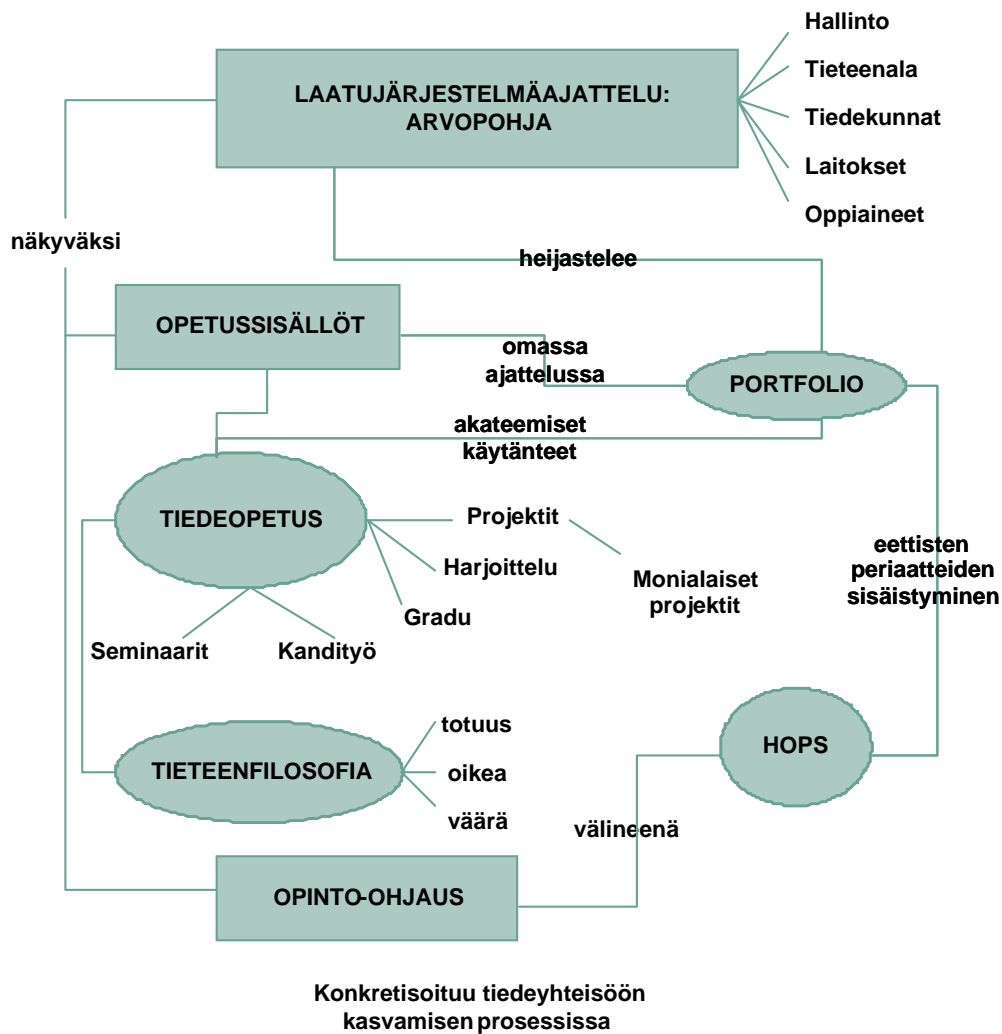 Hallinto
LAATUJÄRJESTELMÄAJATTELU:
ARVOPOHJA
Tieteenala
Tiedekunnat
Laitokset
Oppiaineet
näkyväksi
heijastelee
OPETUSSISÄLLÖT
omassa
ajattelussa
PORTFOLIO
akateemiset
käytänteet
TIEDEOPETUS
Projektit
Harjoittelu
Gradu
Monialaiset
projektit
eettisten
periaatteiden
sisäistyminen
Seminaarit
Kandityö
TIETEENFILOSOFIA
totuus
oikea
väärä
HOPS
välineenä
OPINTO-OHJAUS
Konkretisoituu tiedeyhteisöön
kasvamisen prosessissa